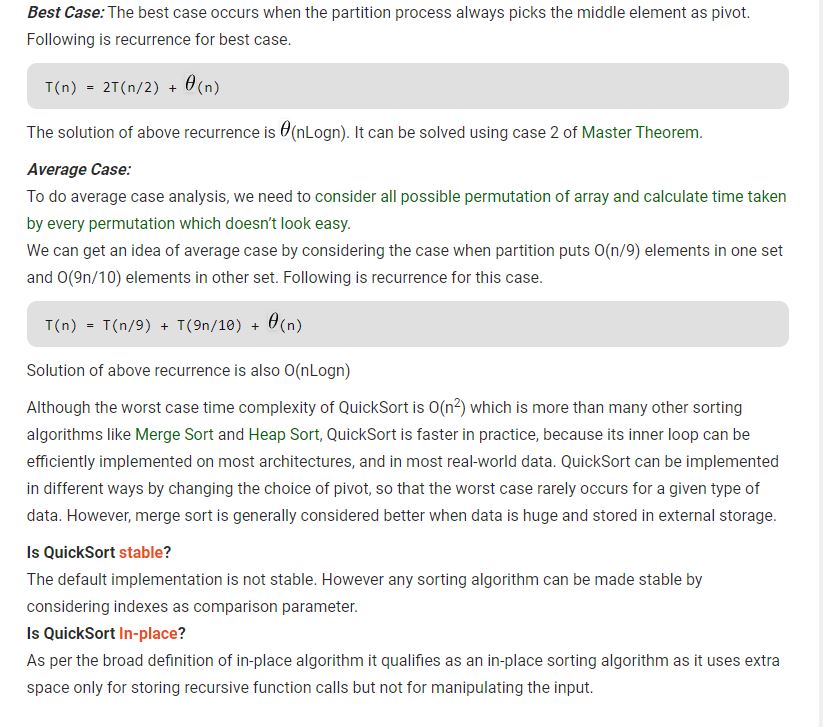 Best Case: The best case occurs when the partition process always picks the middle element as pivot.
Following is recurrence for best case.
T(n) = 2T(n/2) + θ(n)
The solution of above recurrence is θ(nLogn). It can be solved using case 2 of Master Theorem.
Average Case:
To do average case analysis, we need to consider all possible permutation of array and calculate time taken
by every permutation which doesn't look easy.
We can get an idea of average case by considering the case when partition puts O(n/9) elements in one set
and O(9n/10) elements in other set. Following is recurrence for this case.
T(n) = T(n/9) + T(9n/10) + θ(n)
Solution of above recurrence is also O(nLogn)
Although the worst case time complexity of QuickSort is O(n²) which is more than many other sorting
algorithms like Merge Sort and Heap Sort, QuickSort is faster in practice, because its inner loop can be
efficiently implemented on most architectures, and in most real-world data. QuickSort can be implemented
in different ways by changing the choice of pivot, so that the worst case rarely occurs for a given type of
data. However, merge sort is generally considered better when data is huge and stored in external storage.
Is QuickSort stable?
The default implementation is not stable. However any sorting algorithm can be made stable by
considering indexes as comparison parameter.
Is QuickSort In-place?
As per the broad definition of in-place algorithm it qualifies as an in-place sorting algorithm as it uses extra
space only for storing recursive function calls but not for manipulating the input.